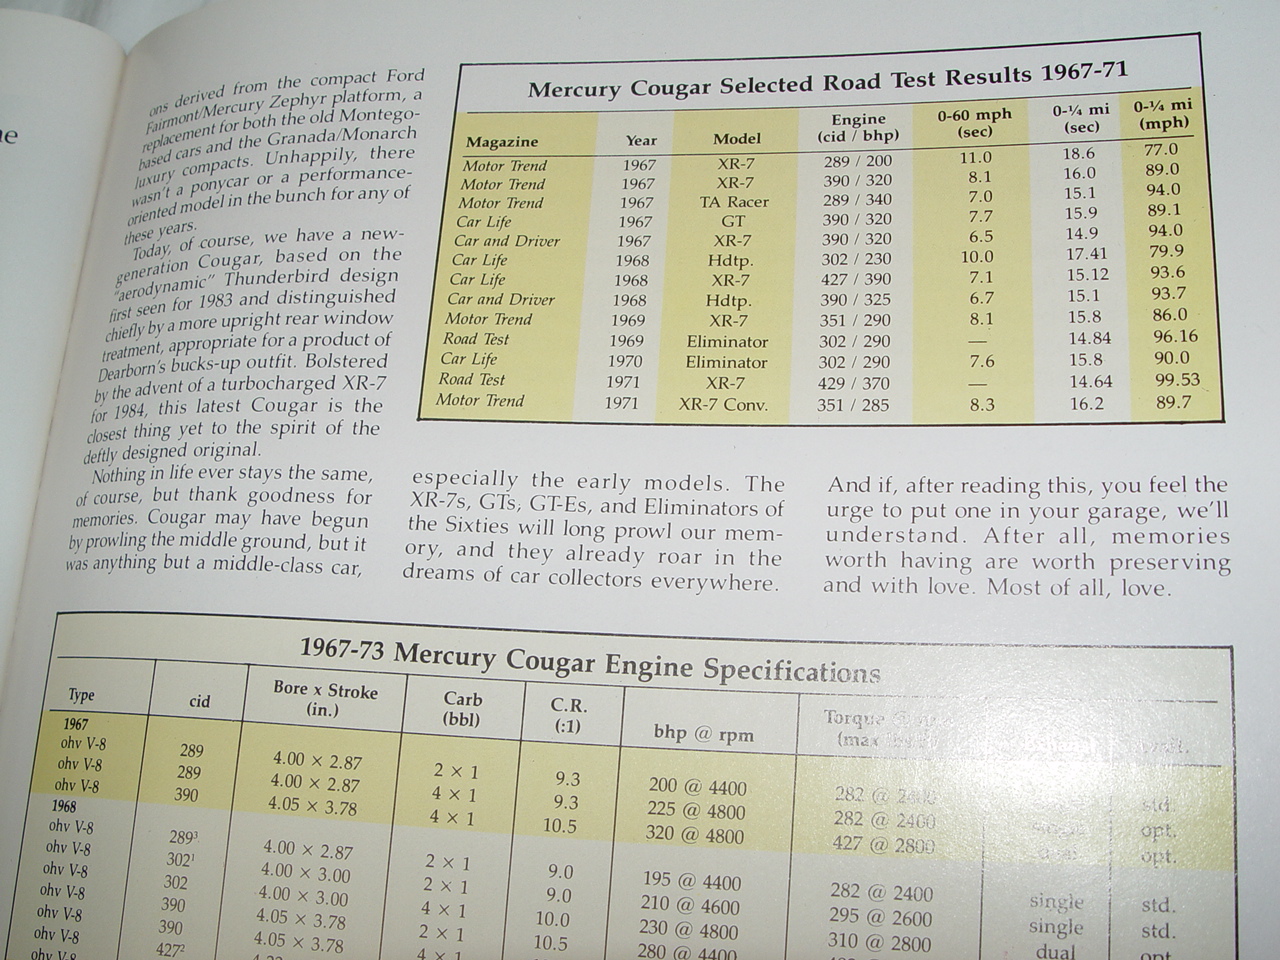 ne
ons derived from the compact Ford
Fairmont/Mercury Zephyr platform, a
replacement for both the old Montego-
based cars and the Granada/Monarch
luxury compacts. Unhappily, there
wasn't a ponycar or a performance-
oriented model in the bunch for any of
these years.
Today, of course, we have a new-
generation Cougar, based on the
"aerodynamic" Thunderbird design
first seen for 1983 and distinguished
chiefly by a more upright rear window
treatment, appropriate for a product of
Dearborn's bucks-up outfit. Bolstered
by the advent of a turbocharged XR-7
for 1984, this latest Cougar is the
closest thing yet to the spirit of the
deftly designed original.
Nothing in life ever stays the same,
of course, but thank goodness for
memories. Cougar may have begun
by prowling the middle ground, but it
was anything but a middle-class car,
Mercury Cougar Selected Road Test Results 1967-71
Magazine Year Model Engine (cid / bhp) 0-60 mph (sec) 0-¼ mi (sec) 0-¼ mi (mph)
Motor Trend 1967 XR-7 289 / 200 11.0 18.6 77.0
Motor Trend 1967 XR-7 390 / 320 8.1 16.0 89.0
Motor Trend 1967 TA Racer 289 / 340 7.0 15.1 94.0
Car Life 1967 GT 390 / 320 7.7 15.9 89.1
Car and Driver 1967 XR-7 390 / 320 6.5 14.9 94.0
Car Life 1968 Hdtp. 302 / 230 10.0 17.41 79.9
Car Life 1968 XR-7 427 / 390 7.1 15.12 93.6
Car and Driver 1968 Hdtp. 390 / 325 6.7 15.1 93.7
Motor Trend 1969 XR-7 351 / 290 8.1 15.8 86.0
Road Test 1969 Eliminator 302 / 290 — 14.84 96.16
Car Life 1970 Eliminator 302 / 290 7.6 15.8 90.0
Road Test 1971 XR-7 429 / 370 — 14.64 99.53
Motor Trend 1971 XR-7 Conv. 351 / 285 8.3 16.2 89.7
especially the early models. The
XR-7s, GTs, GT-Es, and Eliminators of
the Sixties will long prowl our mem-
ory, and they already roar in the
dreams of car collectors everywhere.
And if, after reading this, you feel the
urge to put one in your garage, we'll
understand. After all, memories
worth having are worth preserving
and with love. Most of all, love.
1967-73 Mercury Cougar Engine Specifications
Type cid Bore x Stroke (in.) Carb (bbl) C.R. (:1) bhp @ rpm Torque (max
1967
ohv V-8 289 4.00 × 2.87 2 × 1 9.3 200 @ 4400 282 @ 2400 std.
ohv V-8 289 4.00 × 2.87 4 × 1 9.3 225 @ 4800 282 @ 2400 opt.
ohv V-8 390 4.05 × 3.78 4 × 1 10.5 320 @ 4800 427 @ 2800 opt.
1968
ohv V-8 289³ 4.00 × 2.87 2 × 1 9.0 195 @ 4400 282 @ 2400 single std.
ohv V-8 302¹ 4.00 × 3.00 2 × 1 9.0 210 @ 4600 295 @ 2600 single std.
ohv V-8 302 4.00 × 3.00 4 × 1 10.0 230 @ 4800 310 @ 2800 dual opt.
ohv V-8 390 4.05 × 3.78 2 × 1 10.5 280 @ 4400
ohv V-8 390 4.05 × 3.78 4 × 1
ohv V-8 427²
ohv V-8